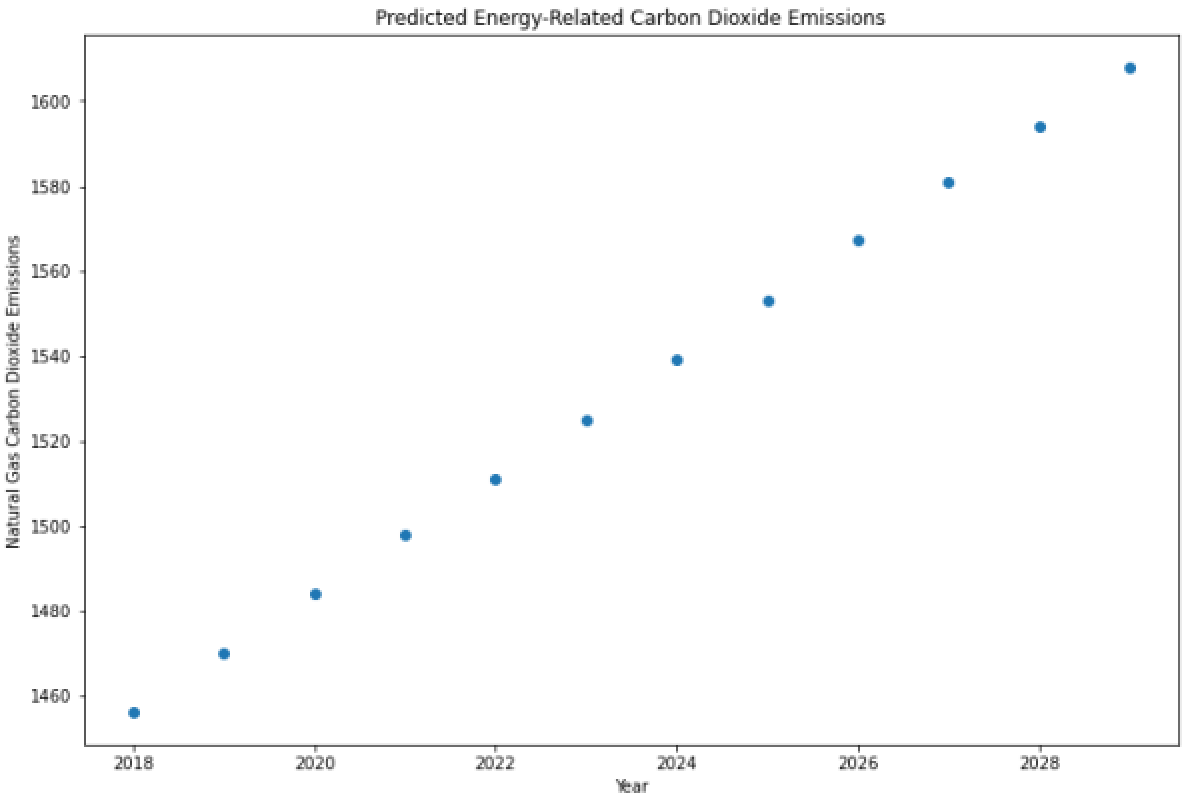 Predicted Energy-Related Carbon Dioxide Emissions
Natural Gas Carbon Dioxide Emissions
1600
1580
1560
1540
1520
1500
1480
1460
2018 2020 2022 2024 2026 2028
Year